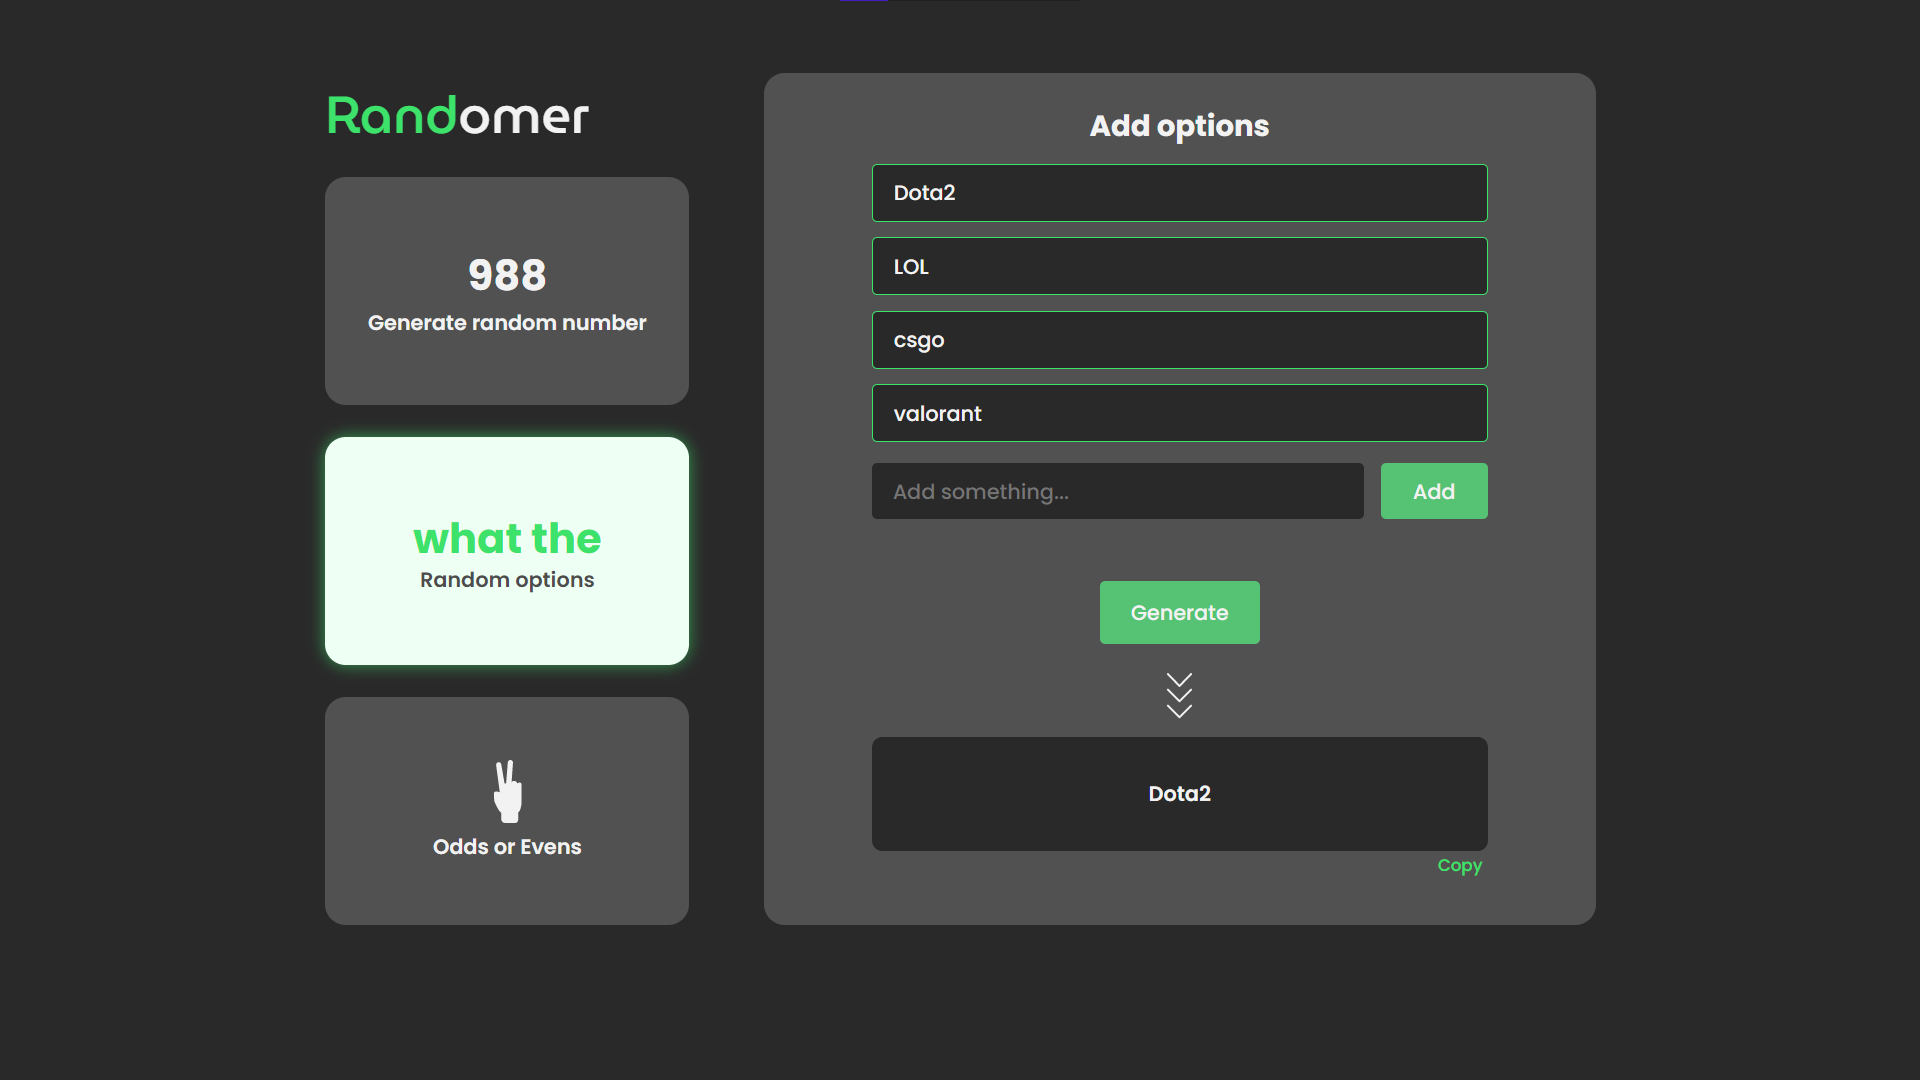 Randomer
988
Generate random number
what the
Random options
Odds or Evens
Add options
Dota2
LOL
csgo
valorant
Add something...
Add
Generate
Dota2
Copy